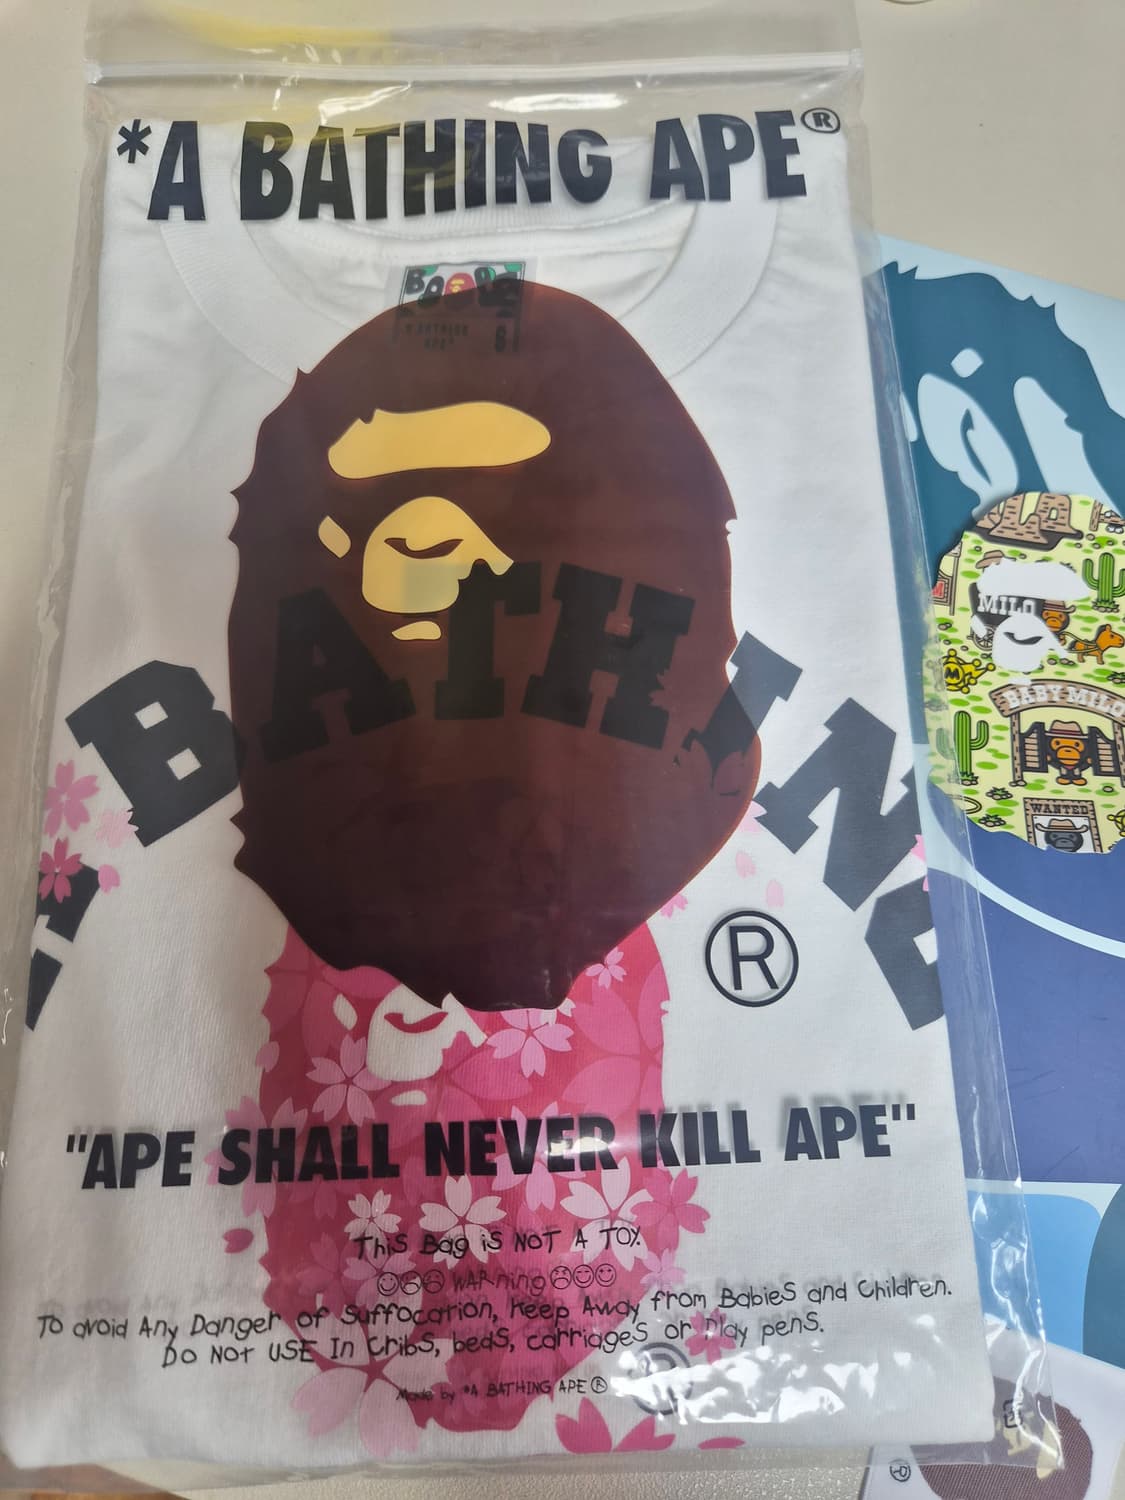 *A BATHING APE®
A BATHING
APE®
S
BATHING
®
"APE SHALL NEVER KILL APE"
This Bag is NOT A TOY.
WARning
To avoid Any Danger of Suffocation, Keep Away from Babies and Children.
DO NOT USE In Cribs, beds, carriages or Play pens.
Made by *A BATHING APE®
MILO
M
BABY MILO
WANTED